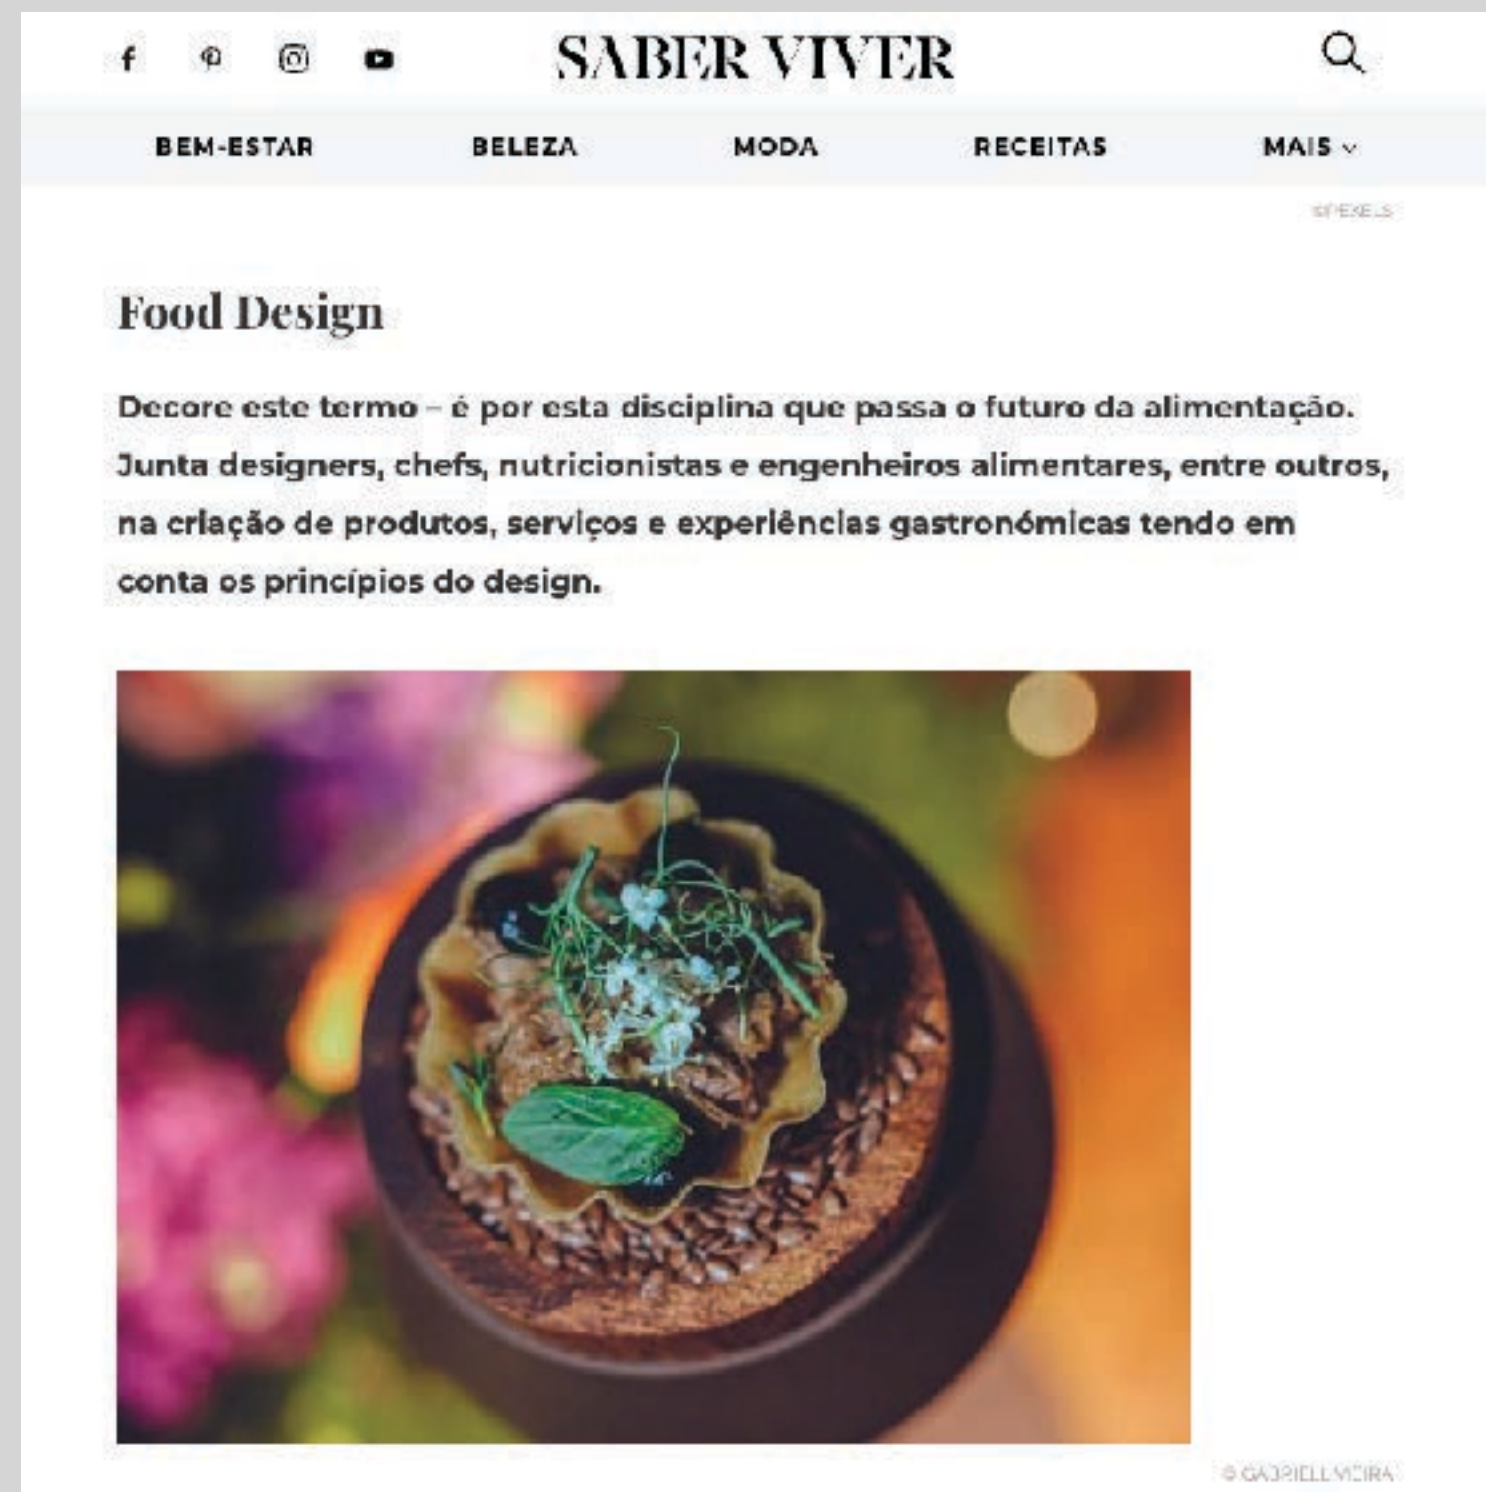 SABER VIVER
BEM-ESTAR BELEZA MODA RECEITAS MAIS
©PEXELS
Food Design
Decore este termo – é por esta disciplina que passa o futuro da alimentação.
Junta designers, chefs, nutricionistas e engenheiros alimentares, entre outros,
na criação de produtos, serviços e experiências gastronómicas tendo em
conta os princípios do design.
© VIEIRA